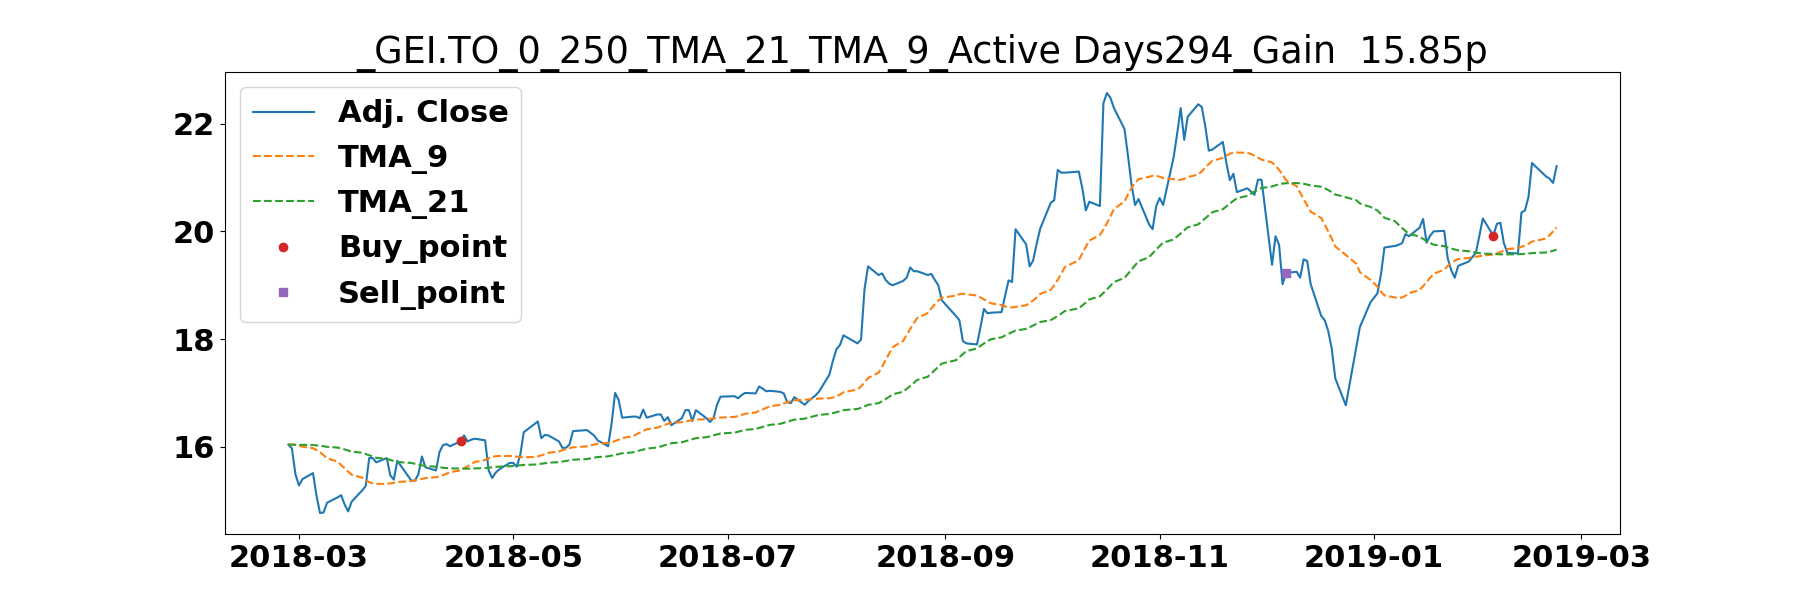 _GEI.TO_0_250_TMA_21_TMA_9_Active Days294_Gain  15.85p
Adj. Close
TMA_9
TMA_21
Buy_point
Sell_point
22
20
18
16
2018-03 2018-05 2018-07 2018-09 2018-11 2019-01 2019-03